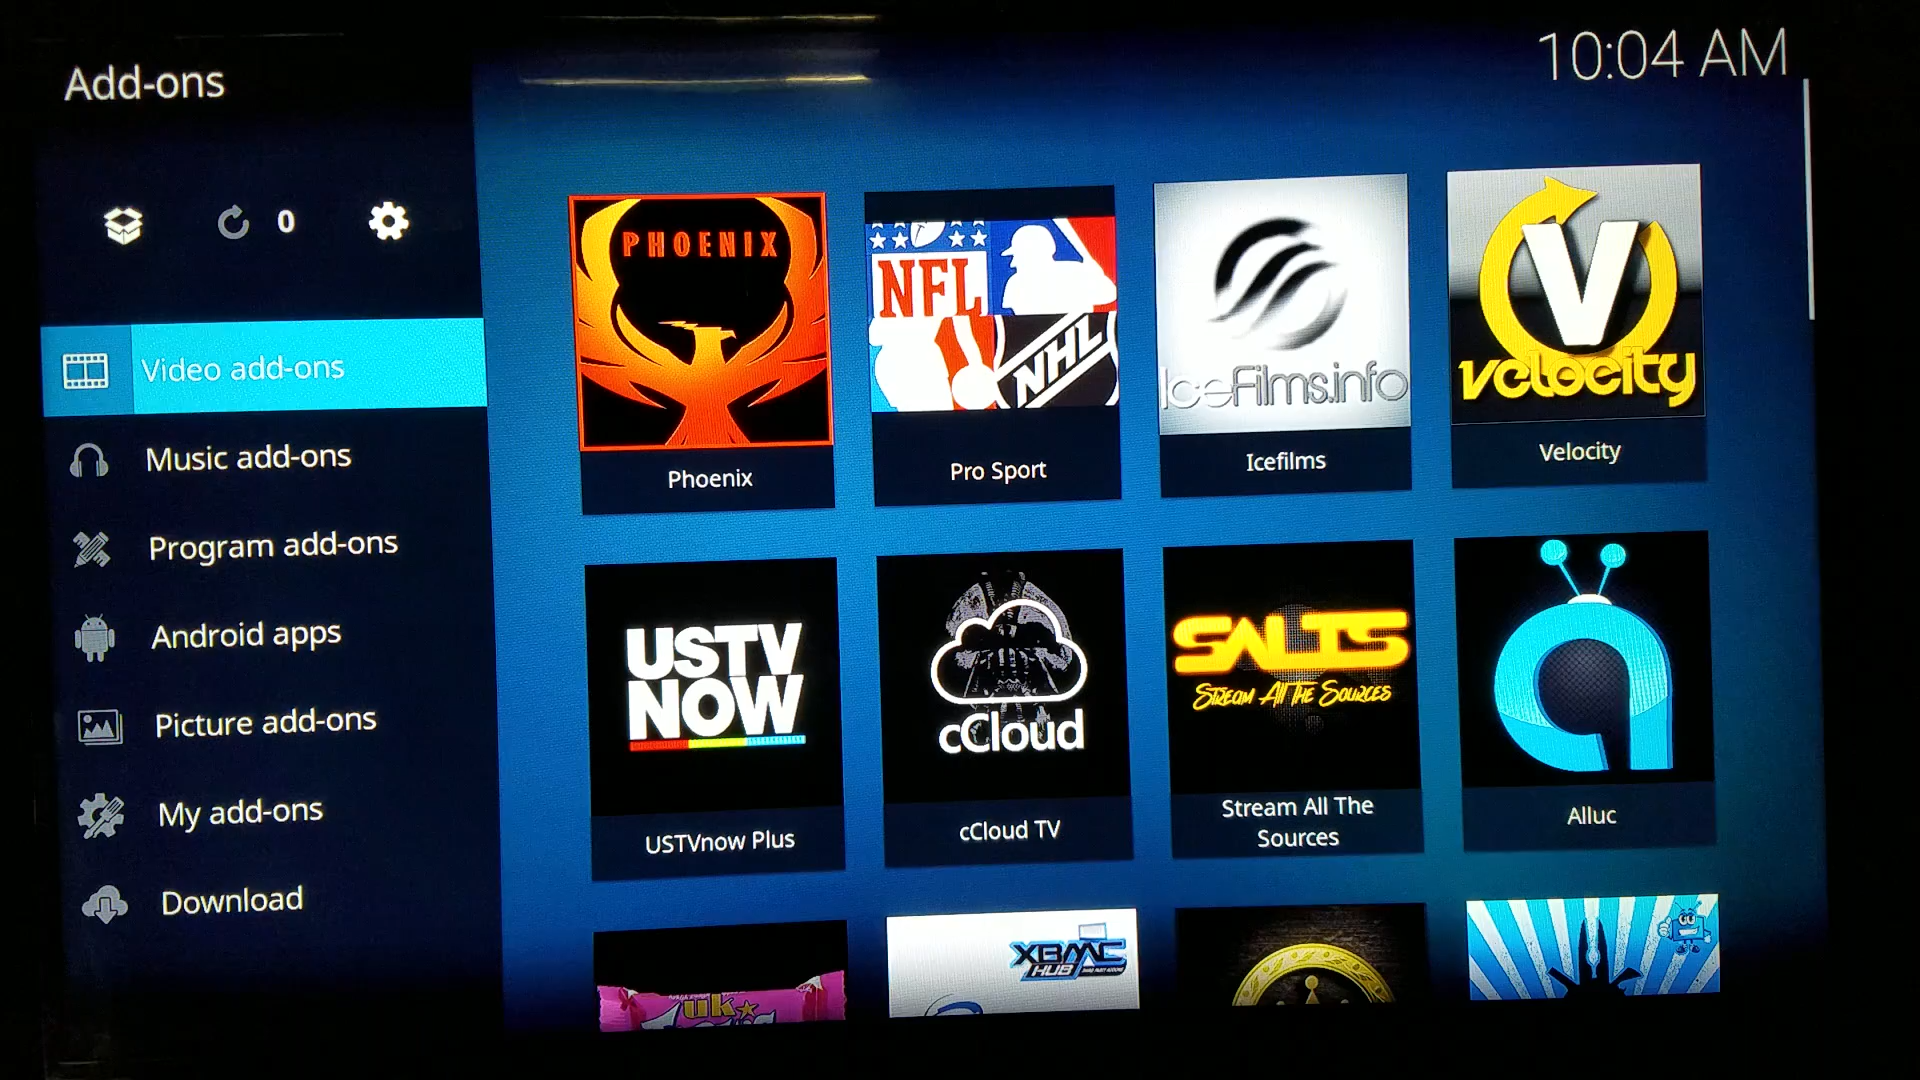 Add-ons
10:04 AM
0
Video add-ons
Music add-ons
Program add-ons
Android apps
Picture add-ons
My add-ons
Download
PHOENIX
Phoenix
NFL
NHL
Pro Sport
IceFilms.info
Icefilms
V
velocity
Velocity
USTV
NOW
USTVnow Plus
cCloud
cCloud TV
SALTS
Stream All The Sources
Stream All The
Sources
Alluc
uk
XBMC
HUB